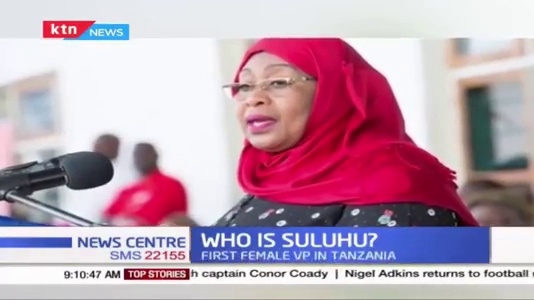 ktn
NEWS
NEWS CENTRE
SMS 22155
WHO IS SULUHU?
FIRST FEMALE VP IN TANZANIA
9:10:47 AM
TOP STORIES
h captain Conor Coady | Nigel Adkins returns to football